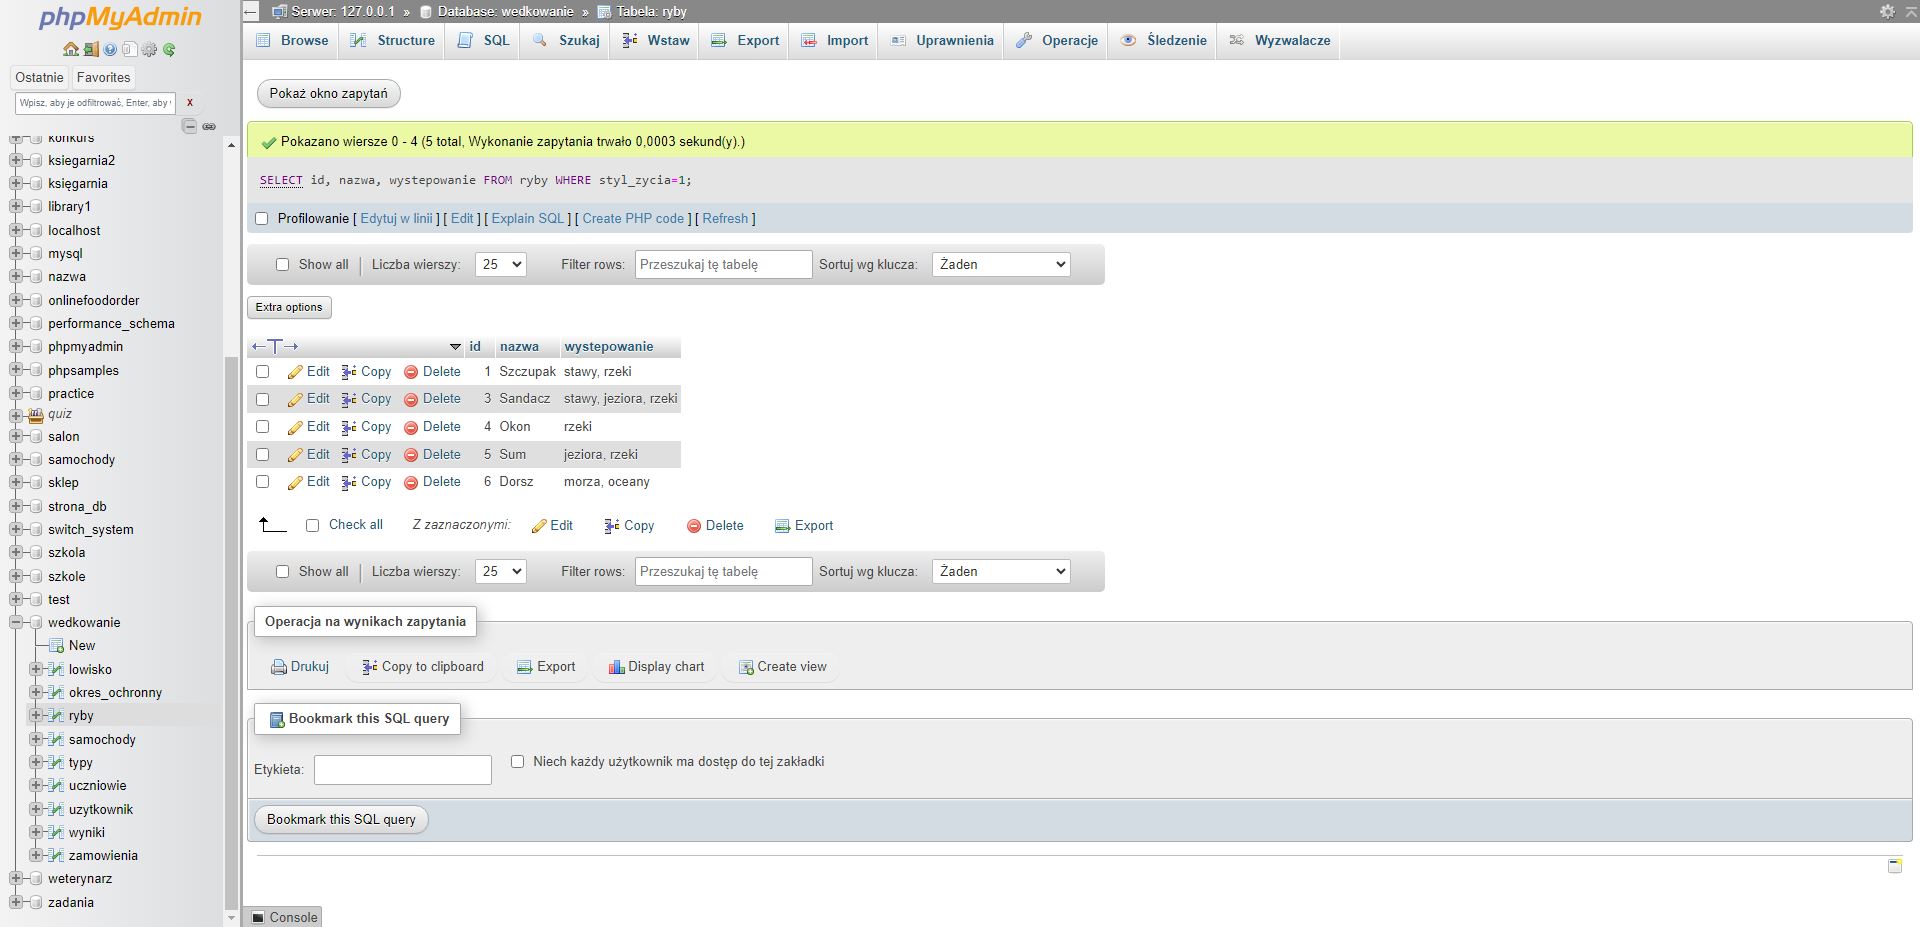 phpMyAdmin
Ostatnie Favorites
Wpisz, aby je odfiltrować, Enter, aby X
konkurs
ksiegarnia2
księgarnia
library1
localhost
mysql
nazwa
onlinefoodorder
performance_schema
phpmyadmin
phpsamples
practice
quiz
salon
samochody
sklep
strona_db
switch_system
szkola
szkole
test
wedkowanie
New
lowisko
okres_ochronny
ryby
samochody
typy
uczniowie
uzytkownik
wyniki
zamowienia
weterynarz
zadania
Serwer: 127.0.0.1 » Database: wedkowanie » Tabela: ryby
Browse Structure SQL Szukaj Wstaw Export Import Uprawnienia Operacje Śledzenie Wyzwalacze
Pokaż okno zapytań
Pokazano wiersze 0 - 4 (5 total, Wykonanie zapytania trwało 0,0003 sekund(y).)
SELECT id, nazwa, wystepowanie FROM ryby WHERE styl_zycia=1;
Profilowanie [ Edytuj w linii ] [ Edit ] [ Explain SQL ] [ Create PHP code ] [ Refresh ]
Show all | Liczba wierszy: 25 Filter rows: Przeszukaj tę tabelę Sortuj wg klucza: Żaden
Extra options
←T→ id nazwa wystepowanie
Edit Copy Delete 1 Szczupak stawy, rzeki
Edit Copy Delete 3 Sandacz stawy, jeziora, rzeki
Edit Copy Delete 4 Okon rzeki
Edit Copy Delete 5 Sum jeziora, rzeki
Edit Copy Delete 6 Dorsz morza, oceany
Check all Z zaznaczonymi: Edit Copy Delete Export
Show all | Liczba wierszy: 25 Filter rows: Przeszukaj tę tabelę Sortuj wg klucza: Żaden
Operacja na wynikach zapytania
Drukuj Copy to clipboard Export Display chart Create view
Bookmark this SQL query
Etykieta: Niech każdy użytkownik ma dostęp do tej zakładki
Bookmark this SQL query
Console